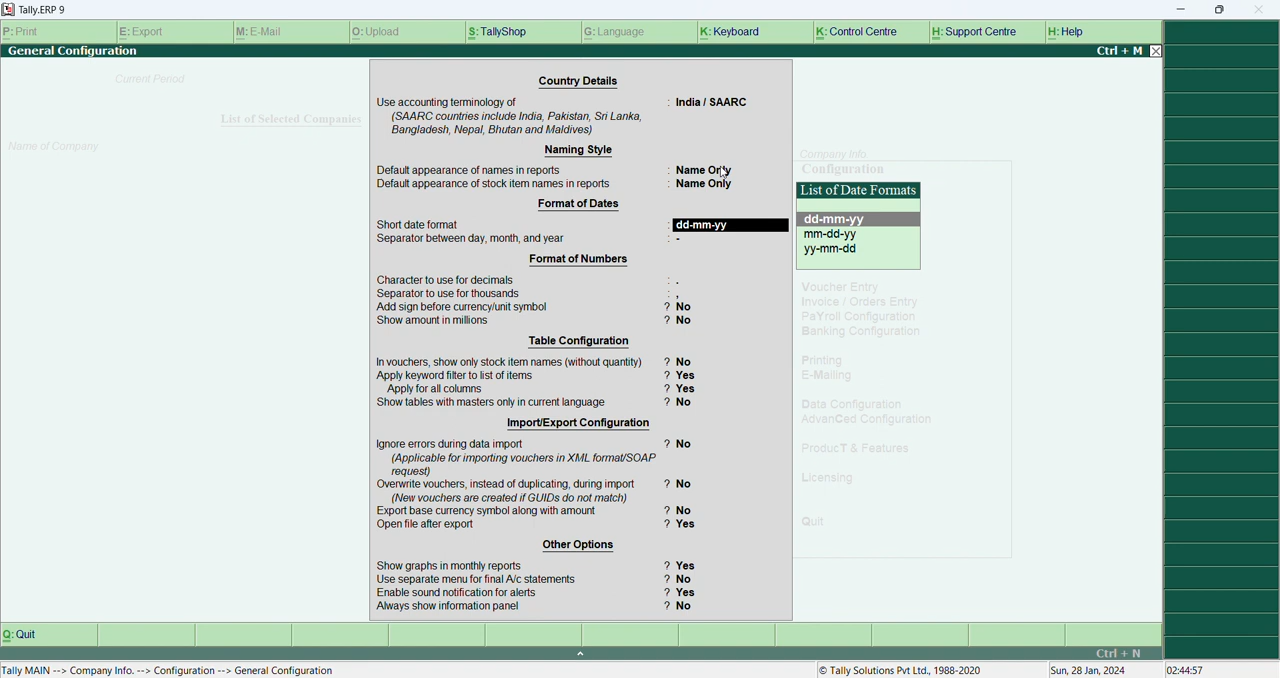 Tally.ERP 9
P: Print
E: Export
M: E-Mail
O: Upload
S: TallyShop
G: Language
K: Keyboard
K: Control Centre
H: Support Centre
H: Help
General Configuration
Ctrl + M
Current Period
List of Selected Companies
Name of Company
Country Details
Use accounting terminology of : India / SAARC
(SAARC countries include India, Pakistan, Sri Lanka,
Bangladesh, Nepal, Bhutan and Maldives)
Naming Style
Default appearance of names in reports : Name Only
Default appearance of stock item names in reports : Name Only
Format of Dates
Short date format : dd-mm-yy
Separator between day, month, and year : -
Format of Numbers
Character to use for decimals : .
Separator to use for thousands : ,
Add sign before currency/unit symbol ? No
Show amount in millions ? No
Table Configuration
In vouchers, show only stock item names (without quantity) ? No
Apply keyword filter to list of items ? Yes
Apply for all columns ? Yes
Show tables with masters only in current language ? No
Import/Export Configuration
Ignore errors during data import ? No
(Applicable for importing vouchers in XML format/SOAP
request)
Overwrite vouchers, instead of duplicating, during import ? No
(New vouchers are created if GUIDs do not match)
Export base currency symbol along with amount ? No
Open file after export ? Yes
Other Options
Show graphs in monthly reports ? Yes
Use separate menu for final A/c statements ? No
Enable sound notification for alerts ? Yes
Always show information panel ? No
Company Info.
Configuration
List of Date Formats
dd-mm-yy
mm-dd-yy
yy-mm-dd
Voucher Entry
Invoice / Orders Entry
PaYroll Configuration
Banking Configuration
Printing
E-Mailing
Data Configuration
AdvanCed Configuration
ProducT & Features
Licensing
Quit
Q: Quit
Ctrl + N
Tally MAIN --> Company Info. --> Configuration --> General Configuration
© Tally Solutions Pvt Ltd., 1988-2020
Sun, 28 Jan, 2024
02:44:57